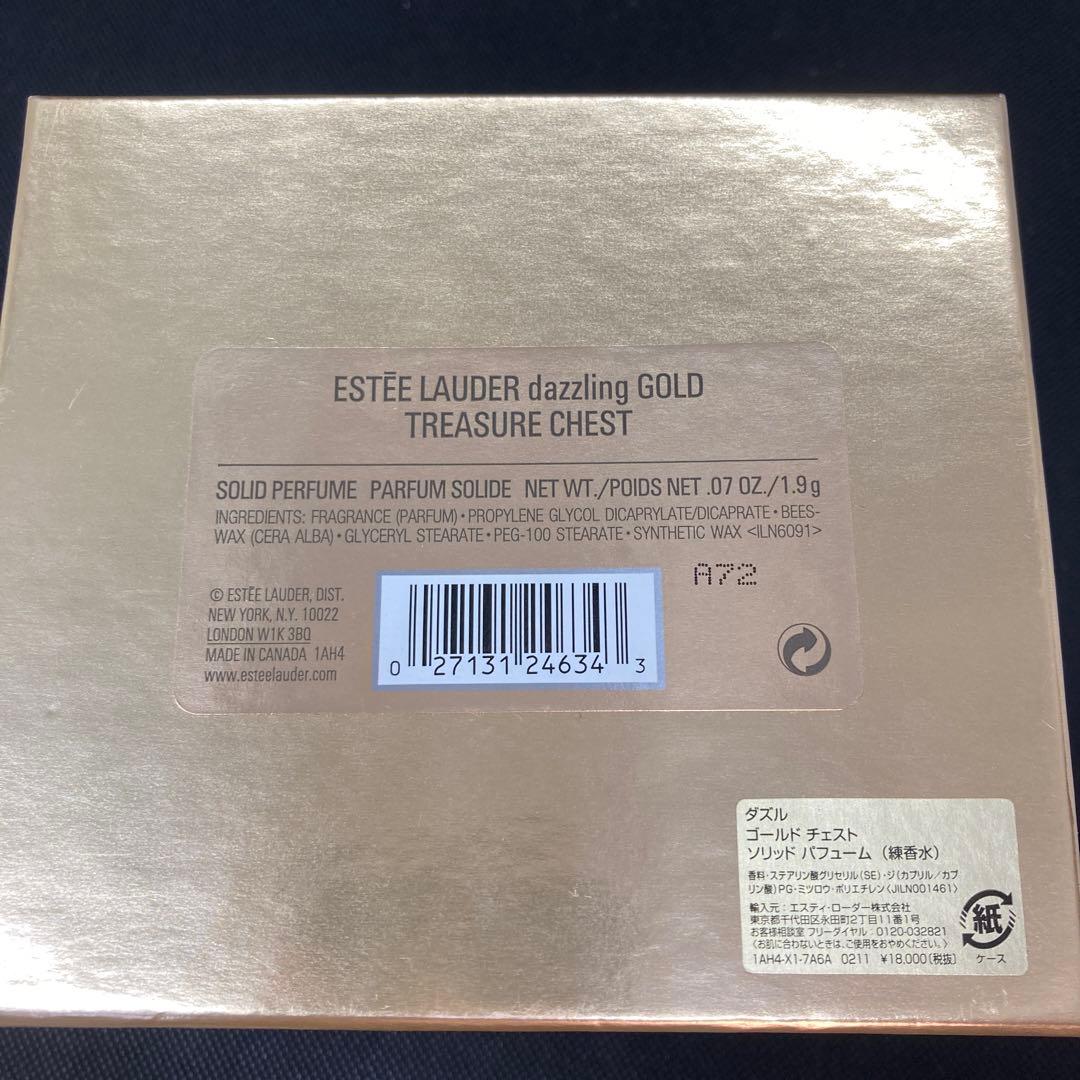 ESTĒE LAUDER dazzling GOLD
TREASURE CHEST
SOLID PERFUME PARFUM SOLIDE NET WT./POIDS NET .07 OZ./1.9 g
INGREDIENTS: FRAGRANCE (PARFUM) • PROPYLENE GLYCOL DICAPRYLATE/DICAPRATE • BEES-
WAX (CERA ALBA) • GLYCERYL STEARATE • PEG-100 STEARATE • SYNTHETIC WAX <ILN6091>
A72
© ESTĒE LAUDER, DIST.
NEW YORK, N.Y. 10022
LONDON W1K 3BQ
MADE IN CANADA 1AH4
www.esteelauder.com
0 27131 24634 3
ダズル
ゴールド チェスト
ソリッド パフューム（練香水）
香料・ステアリン酸グリセリル（SE）・ジ（カプリル／カプ
リン酸）PG・ミツロウ・ポリエチレン〈JILN001461〉
輸入元：エスティ・ローダー株式会社
東京都千代田区永田町2丁目11番1号
お客様相談室 フリーダイヤル：0120-032821
〈お肌に合わないときは、ご使用をおやめください。〉
1AH4-X1-7A6A 0211 ¥18,000（税抜）
紙
ケース